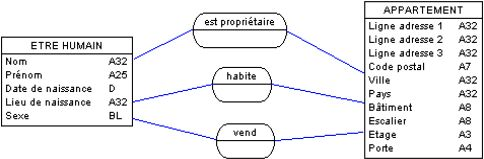 ETRE HUMAIN
Nom A32
Prénom A25
Date de naissance D
Lieu de naissance A32
Sexe BL
est propriétaire
habite
vend
APPARTEMENT
Ligne adresse 1 A32
Ligne adresse 2 A32
Ligne adresse 3 A32
Code postal A7
Ville A32
Pays A32
Bâtiment A8
Escalier A8
Etage A3
Porte A4